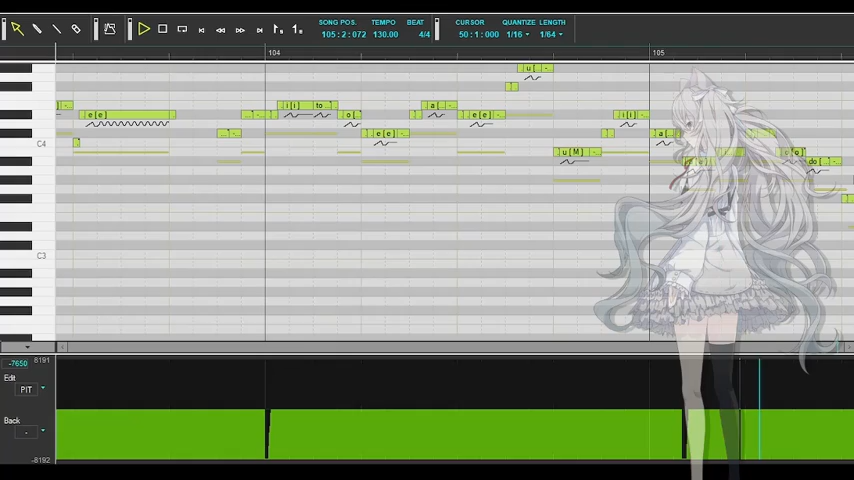 SONG POS. TEMPO BEAT CURSOR QUANTIZE LENGTH
105 : 2 : 072 130.00 4/4 50 : 1 : 000 1/16 1/64
104 105
u [
i [i] to
a [
i [i]
e [e]
o [
e [e]
C4
e [e]
u [M]
a [
do [
C3
8191
-7650
Edit
PIT
Back
-
-8192